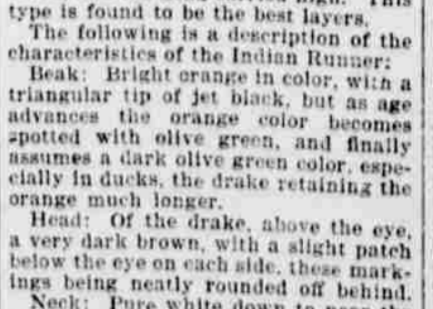 type is found to be the best layers.
The following is a description of the
characteristics of the Indian Runner:
Beak: Bright orange in color, with a
triangular tip of jet black, but as age
advances the orange color becomes
spotted with olive green, and finally
assumes a dark olive green color, espe-
cially in ducks, the drake retaining the
orange much longer.
Head: Of the drake, above the eye,
a very dark brown, with a slight patch
below the eye on each side, these mark-
ings being neatly rounded off behind.
Neck: Pure white down to